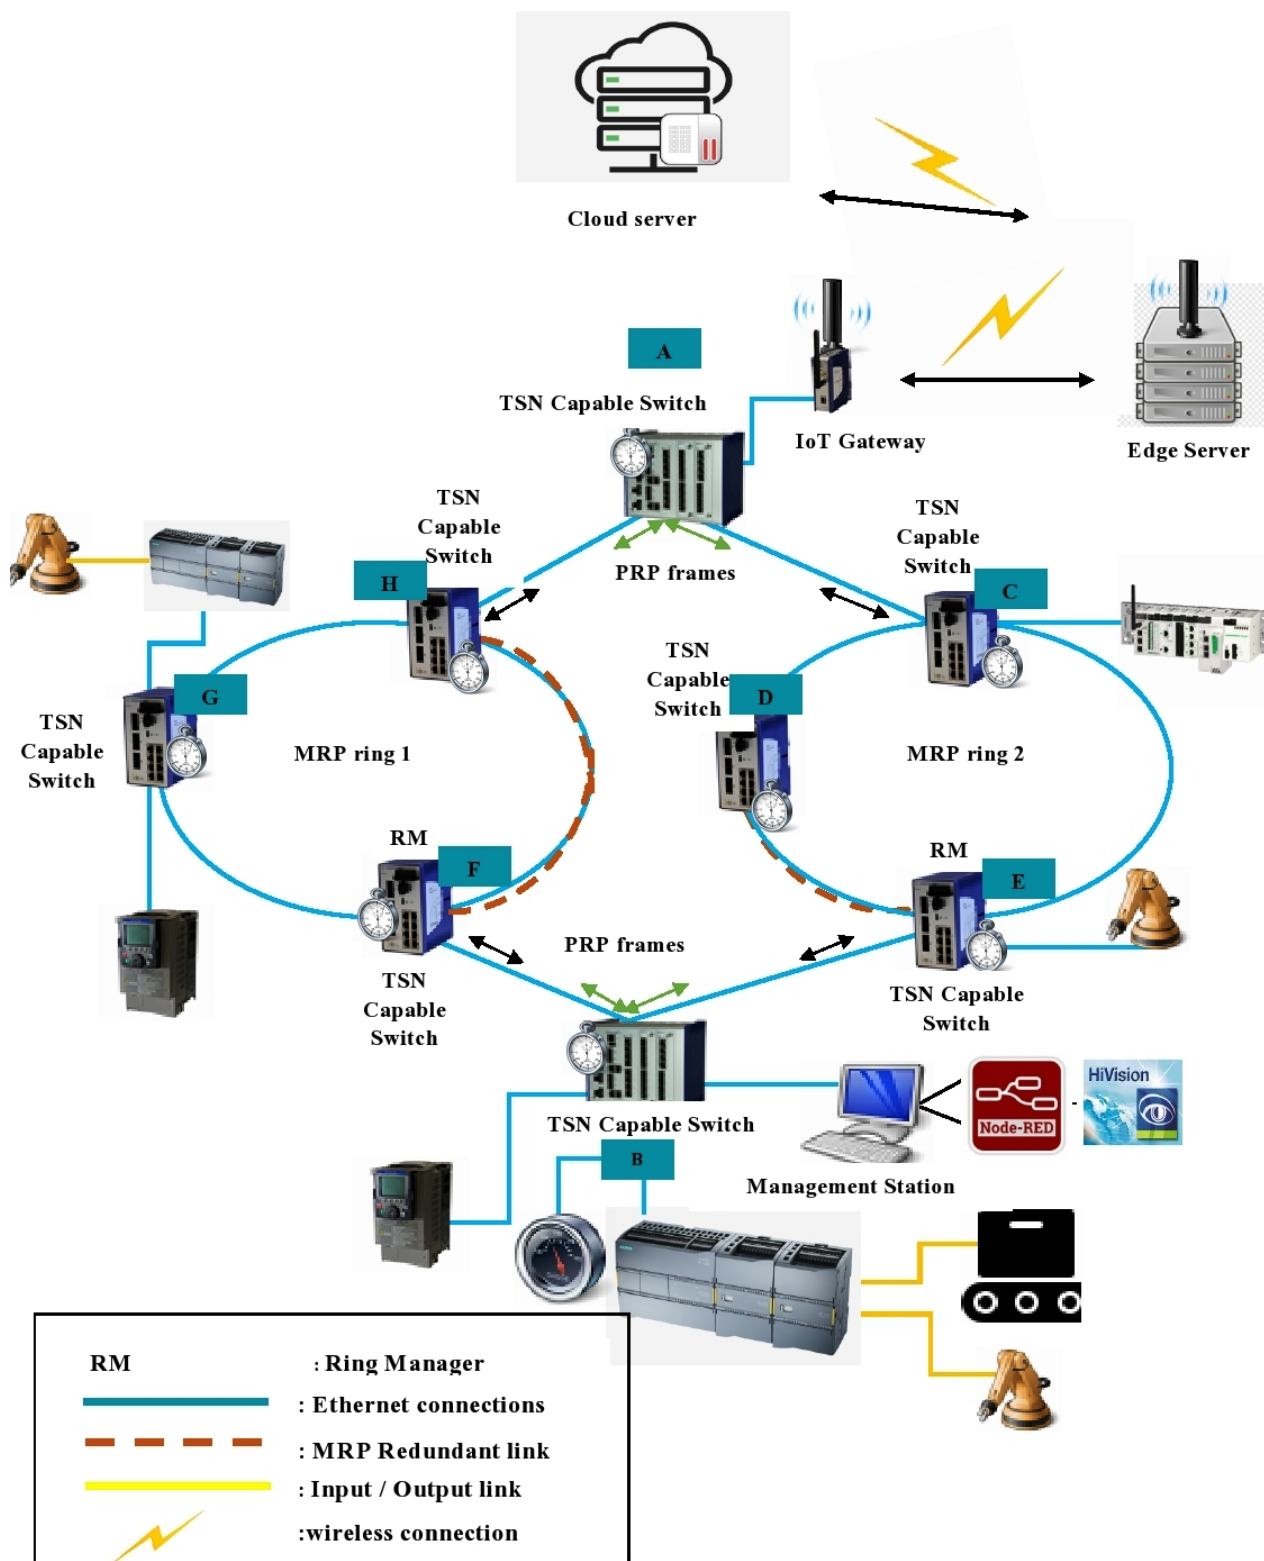 Cloud server
A
TSN Capable Switch
IoT Gateway
Edge Server
TSN
Capable
Switch
TSN
Capable
Switch
PRP frames
H
C
TSN
Capable
Switch
G
D
TSN
Capable
Switch
MRP ring 1
MRP ring 2
RM
RM
F
E
PRP frames
TSN
Capable
Switch
TSN Capable
Switch
HiVision
Node-RED
TSN Capable Switch
B
Management Station
RM : Ring Manager
: Ethernet connections
: MRP Redundant link
: Input / Output link
:wireless connection